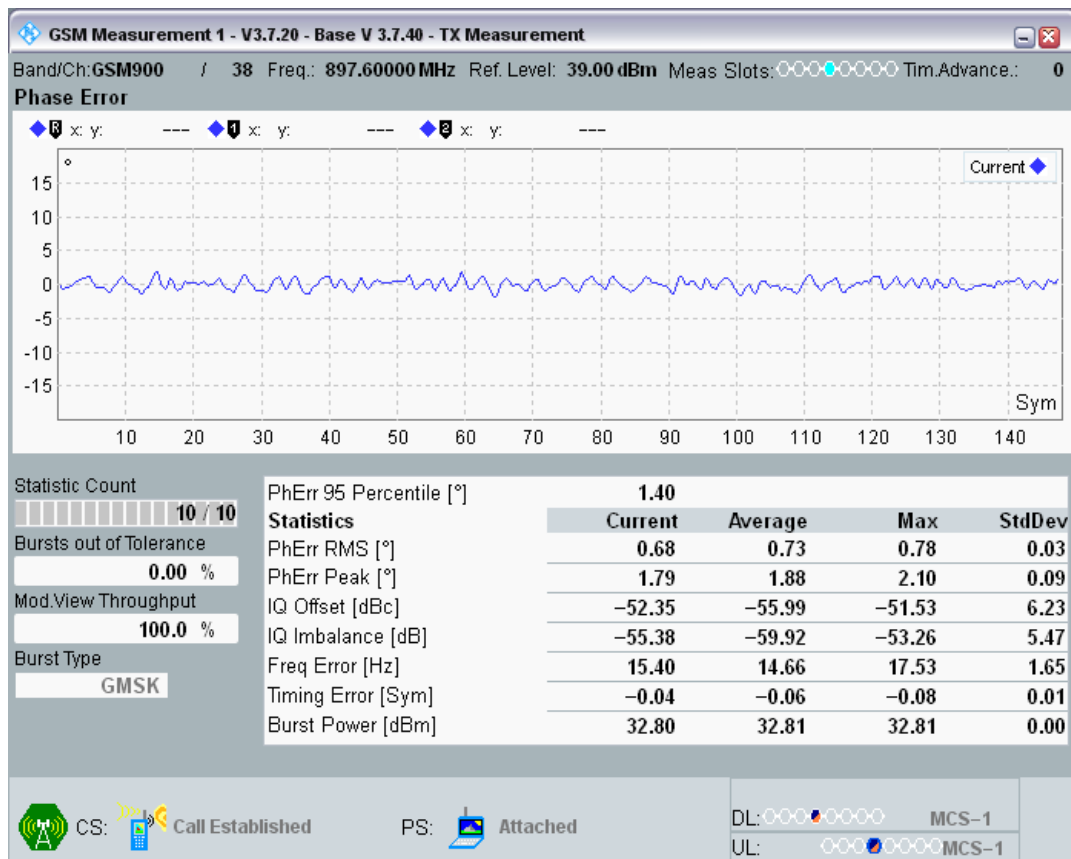 GSM Measurement 1 - V3.7.20 - Base V 3.7.40 - TX Measurement
Band/Ch:GSM900 / 38 Freq.: 897.60000 MHz Ref. Level: 39.00 dBm Meas Slots: Tim.Advance.: 0
Phase Error
R x: y: --- 1 x: y: --- 2 x: y: ---
°
Current
15
10
5
0
-5
-10
-15
Sym
10 20 30 40 50 60 70 80 90 100 110 120 130 140
Statistic Count
10 / 10
Bursts out of Tolerance
0.00 %
Mod.View Throughput
100.0 %
Burst Type
GMSK
PhErr 95 Percentile [°] 1.40
Statistics Current Average Max StdDev
PhErr RMS [°] 0.68 0.73 0.78 0.03
PhErr Peak [°] 1.79 1.88 2.10 0.09
IQ Offset [dBc] −52.35 −55.99 −51.53 6.23
IQ Imbalance [dB] −55.38 −59.92 −53.26 5.47
Freq Error [Hz] 15.40 14.66 17.53 1.65
Timing Error [Sym] −0.04 −0.06 −0.08 0.01
Burst Power [dBm] 32.80 32.81 32.81 0.00
CS: Call Established PS: Attached
DL: MCS−1
UL: MCS−1